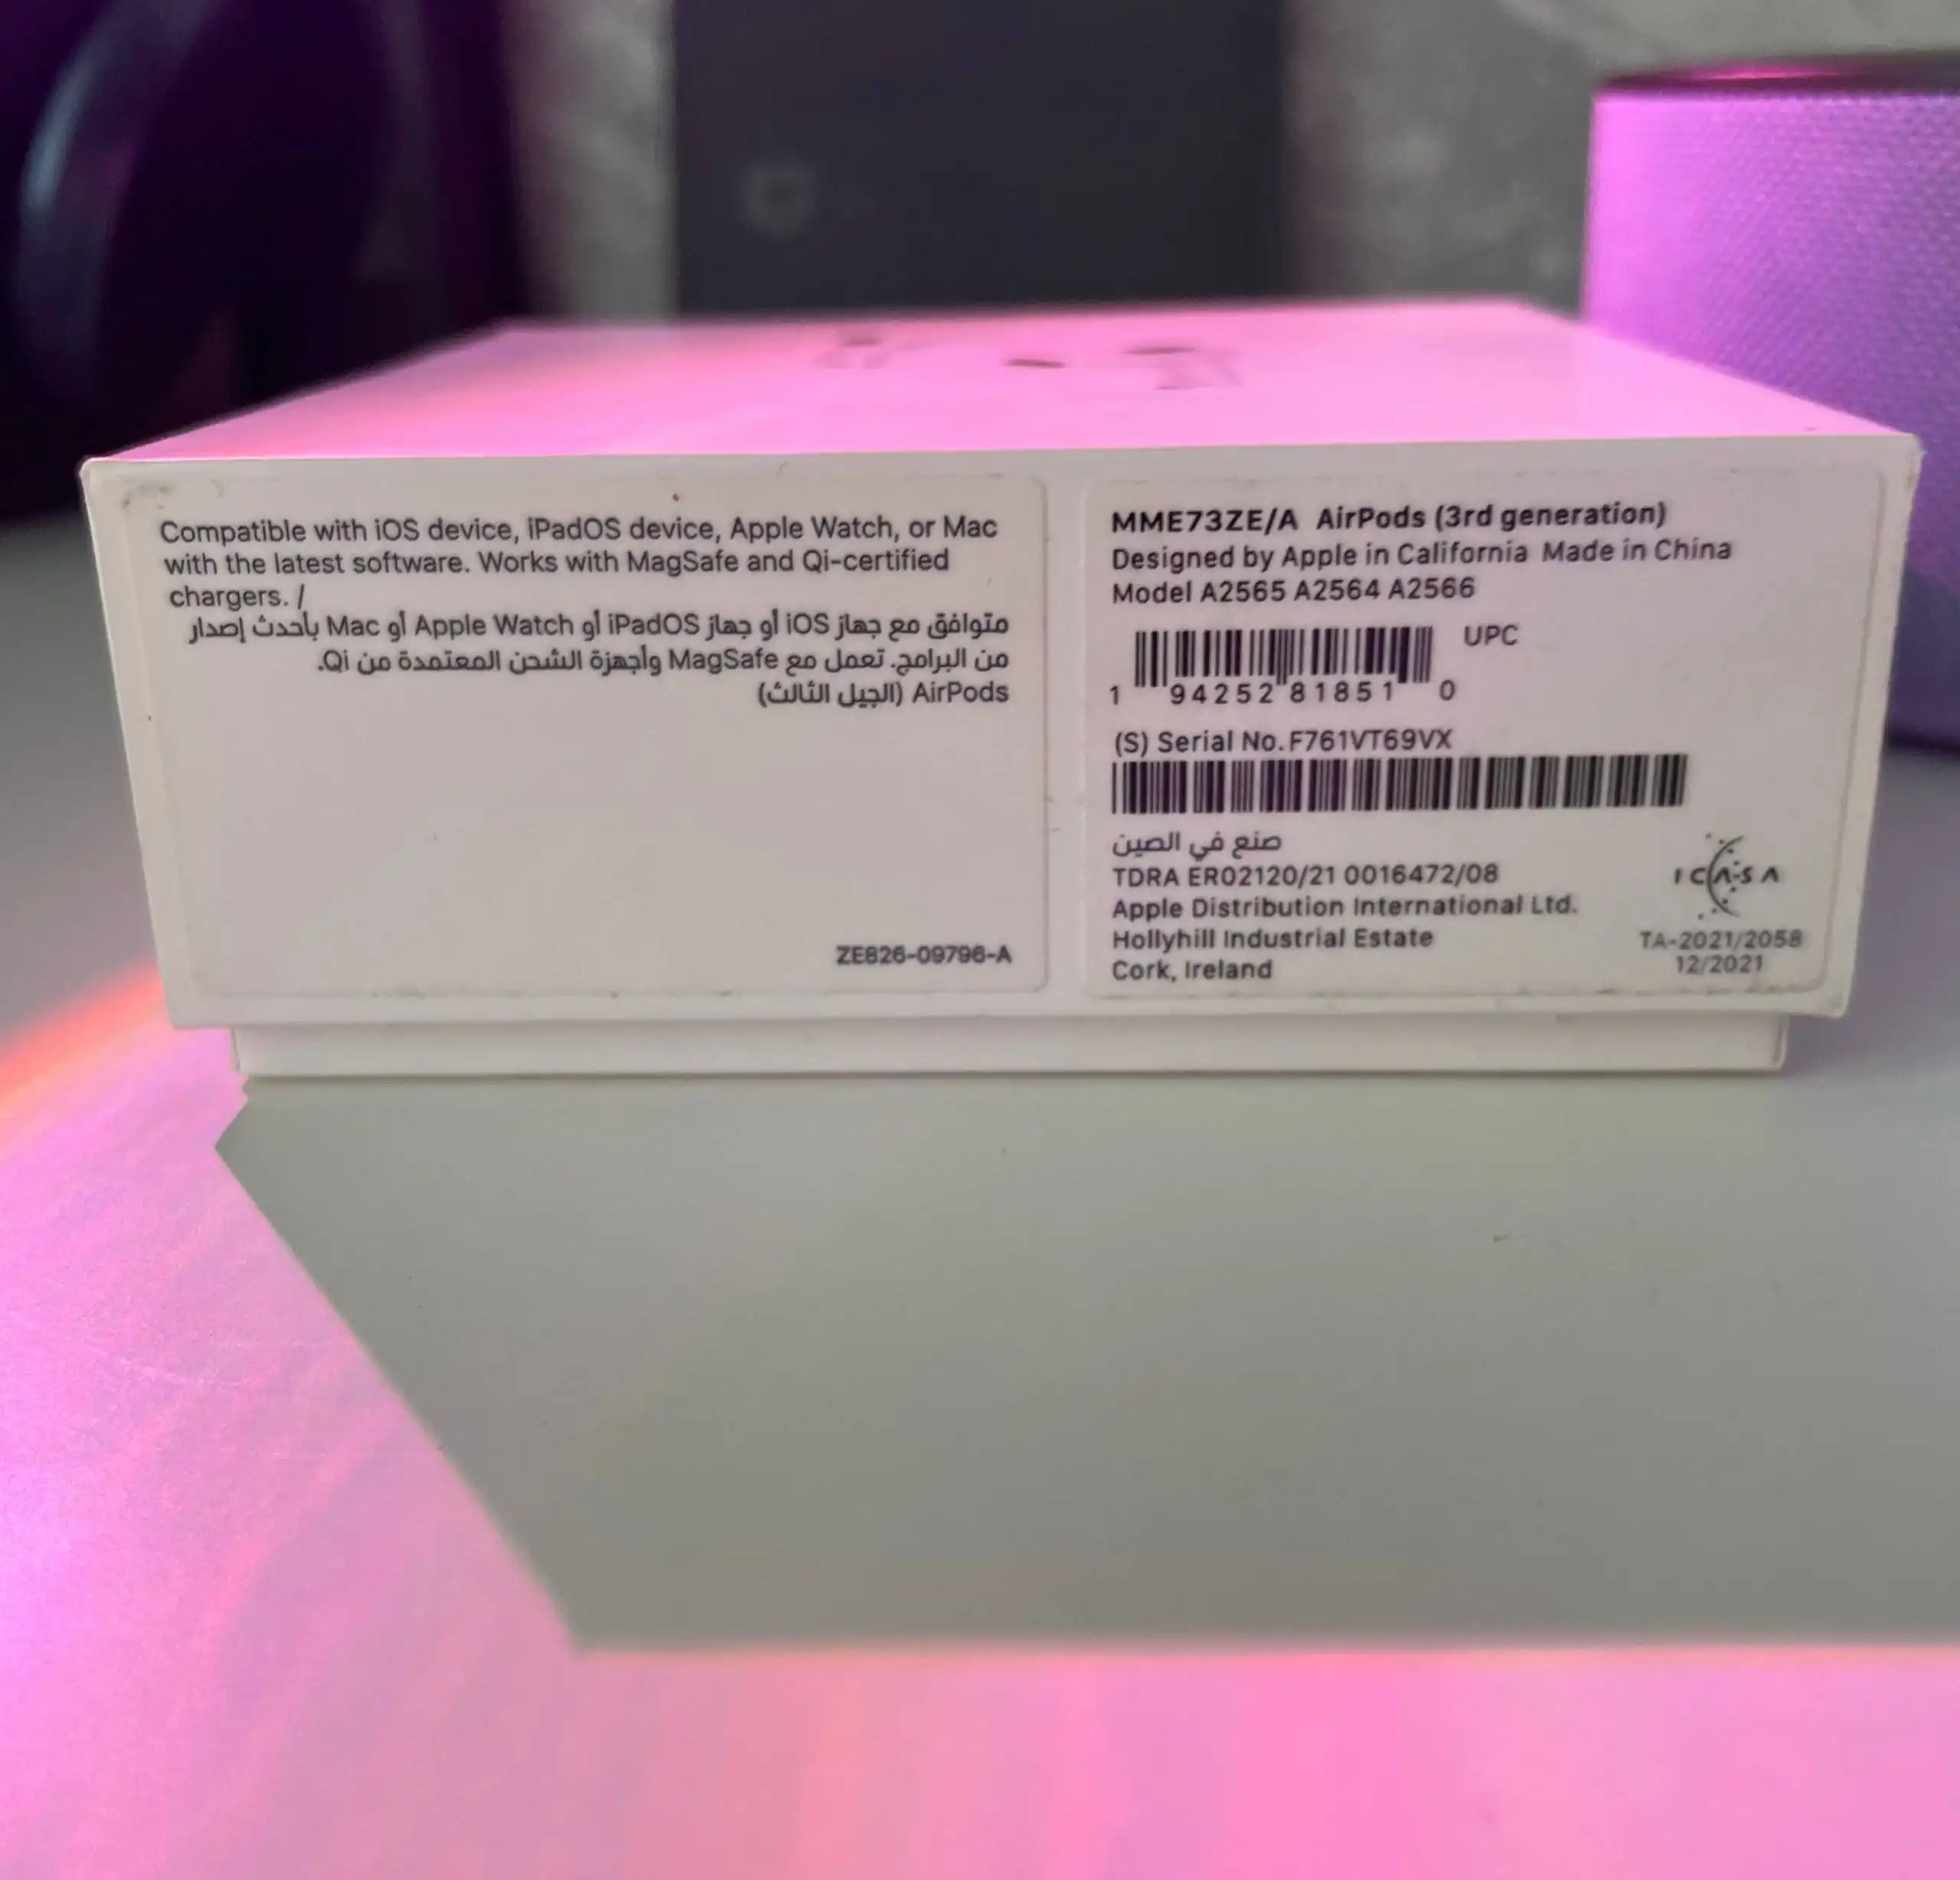 Compatible with iOS device, iPadOS device, Apple Watch, or Mac
with the latest software. Works with MagSafe and Qi-certified
chargers. /
متوافق مع جهاز iOS أو جهاز iPadOS أو Apple Watch أو Mac بأحدث إصدار
من البرامج. تعمل مع MagSafe وأجهزة الشحن المعتمدة من Qi.
AirPods (الجيل الثالث)
ZE826-09796-A
MME73ZE/A AirPods (3rd generation)
Designed by Apple in California Made in China
Model A2565 A2564 A2566
UPC
1 94252 81851 0
(S) Serial No. F761VT69VX
صنع في الصين
TDRA ER02120/21 0016472/08
Apple Distribution International Ltd.
Hollyhill Industrial Estate
Cork, Ireland
ICASA
TA-2021/2058
12/2021